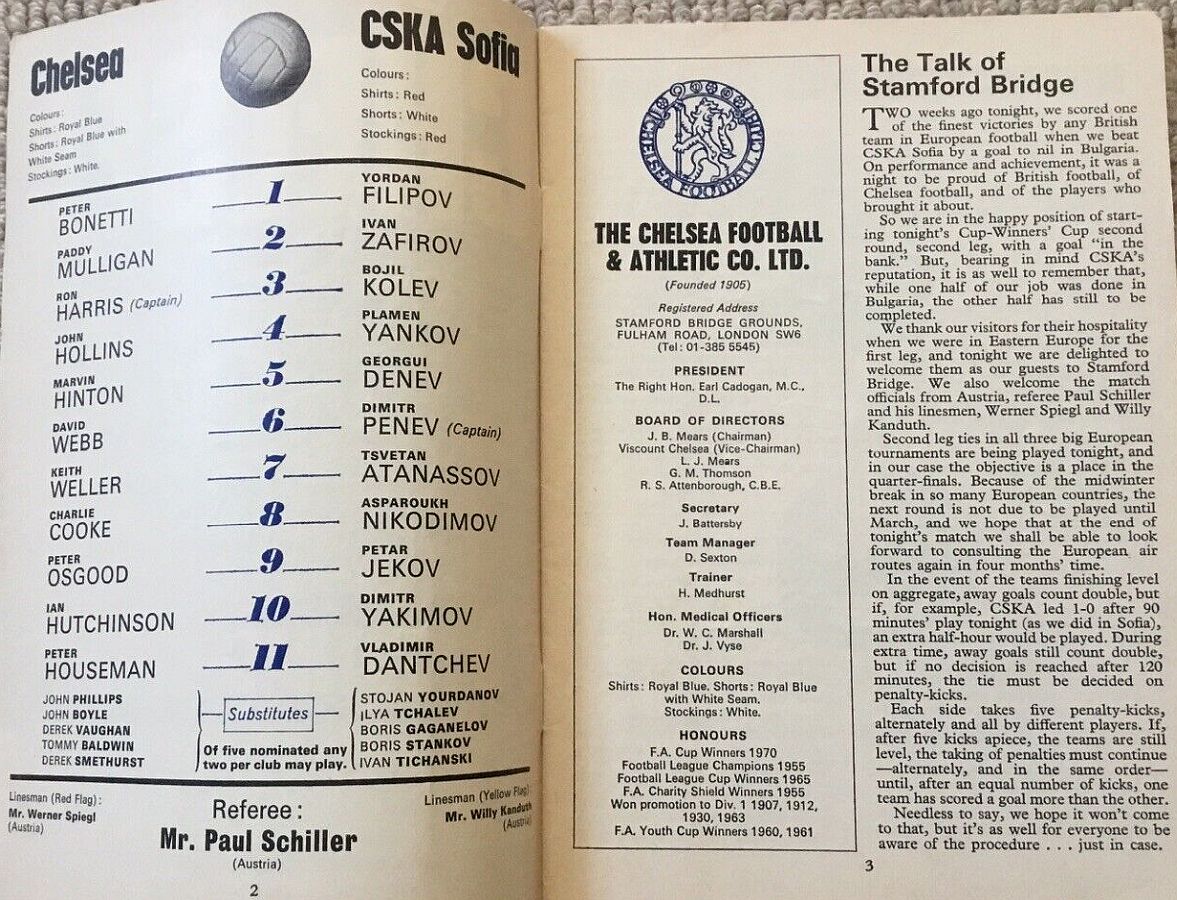 Chelsea
Colours:
Shirts: Royal Blue
Shorts: Royal Blue with
White Seam
Stockings: White.
CSKA Sofia
Colours:
Shirts: Red
Shorts: White
Stockings: Red
PETER BONETTI 1 YORDAN FILIPOV
PADDY MULLIGAN 2 IVAN ZAFIROV
RON HARRIS (Captain) 3 BOJIL KOLEV
JOHN HOLLINS 4 PLAMEN YANKOV
MARVIN HINTON 5 GEORGUI DENEV
DAVID WEBB 6 DIMITR PENEV (Captain)
KEITH WELLER 7 TSVETAN ATANASSOV
CHARLIE COOKE 8 ASPAROUKH NIKODIMOV
PETER OSGOOD 9 PETAR JEKOV
IAN HUTCHINSON 10 DIMITR YAKIMOV
PETER HOUSEMAN 11 VLADIMIR DANTCHEV
JOHN PHILLIPS
JOHN BOYLE
DEREK VAUGHAN
TOMMY BALDWIN
DEREK SMETHURST
Substitutes
Of five nominated any
two per club may play.
STOJAN YOURDANOV
ILYA TCHALEV
BORIS GAGANELOV
BORIS STANKOV
IVAN TICHANSKI
Linesman (Red Flag):
Mr. Werner Spiegl
(Austria)
Referee:
Mr. Paul Schiller
(Austria)
Linesman (Yellow Flag)
Mr. Willy Kanduth
(Austria)
2
CHELSEA FOOTBALL CLUB
THE CHELSEA FOOTBALL
& ATHLETIC CO. LTD.
(Founded 1905)
Registered Address
STAMFORD BRIDGE GROUNDS,
FULHAM ROAD, LONDON SW6
(Tel: 01-385 5545)
PRESIDENT
The Right Hon. Earl Cadogan, M.C.,
D.L.
BOARD OF DIRECTORS
J. B. Mears (Chairman)
Viscount Chelsea (Vice-Chairman)
L. J. Mears
G. M. Thomson
R. S. Attenborough, C.B.E.
Secretary
J. Battersby
Team Manager
D. Sexton
Trainer
H. Medhurst
Hon. Medical Officers
Dr. W. C. Marshall
Dr. J. Vyse
COLOURS
Shirts: Royal Blue. Shorts: Royal Blue
with White Seam.
Stockings: White.
HONOURS
F.A. Cup Winners 1970
Football League Champions 1955
Football League Cup Winners 1965
F.A. Charity Shield Winners 1955
Won promotion to Div. 1 1907, 1912,
1930, 1963
F.A. Youth Cup Winners 1960, 1961
The Talk of
Stamford Bridge
TWO weeks ago tonight, we scored one
of the finest victories by any British
team in European football when we beat
CSKA Sofia by a goal to nil in Bulgaria.
On performance and achievement, it was a
night to be proud of British football, of
Chelsea football, and of the players who
brought it about.
So we are in the happy position of start-
ing tonight's Cup-Winners' Cup second
round, second leg, with a goal "in the
bank." But, bearing in mind CSKA's
reputation, it is as well to remember that,
while one half of our job was done in
Bulgaria, the other half has still to be
completed.
We thank our visitors for their hospitality
when we were in Eastern Europe for the
first leg, and tonight we are delighted to
welcome them as our guests to Stamford
Bridge. We also welcome the match
officials from Austria, referee Paul Schiller
and his linesmen, Werner Spiegl and Willy
Kanduth.
Second leg ties in all three big European
tournaments are being played tonight, and
in our case the objective is a place in the
quarter-finals. Because of the midwinter
break in so many European countries, the
next round is not due to be played until
March, and we hope that at the end of
tonight's match we shall be able to look
forward to consulting the European air
routes again in four months' time.
In the event of the teams finishing level
on aggregate, away goals count double, but
if, for example, CSKA led 1-0 after 90
minutes' play tonight (as we did in Sofia),
an extra half-hour would be played. During
extra time, away goals still count double,
but if no decision is reached after 120
minutes, the tie must be decided on
penalty-kicks.
Each side takes five penalty-kicks,
alternately and all by different players. If,
after five kicks apiece, the teams are still
level, the taking of penalties must continue
—alternately, and in the same order—
until, after an equal number of kicks, one
team has scored a goal more than the other.
Needless to say, we hope it won't come
to that, but it's as well for everyone to be
aware of the procedure . . . just in case.
3